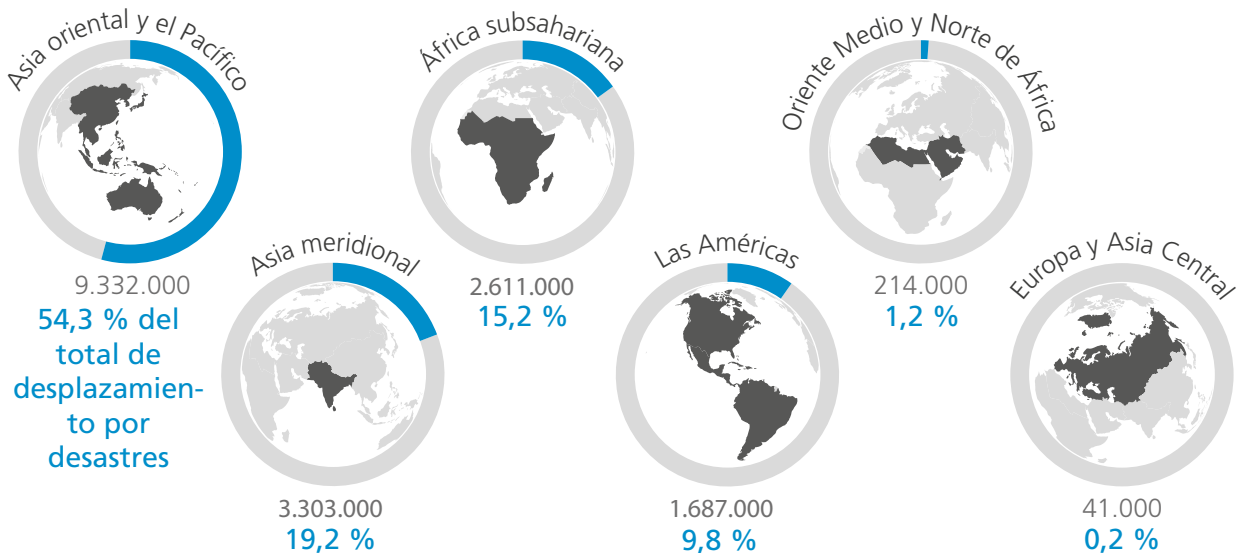 Asia oriental y el Pacífico
9.332.000
54,3 % del
total de
desplazamien-
to por
desastres
Asia meridional
3.303.000
19,2 %
África subsahariana
2.611.000
15,2 %
Las Américas
1.687.000
9,8 %
Oriente Medio y Norte de África
214.000
1,2 %
Europa y Asia Central
41.000
0,2 %